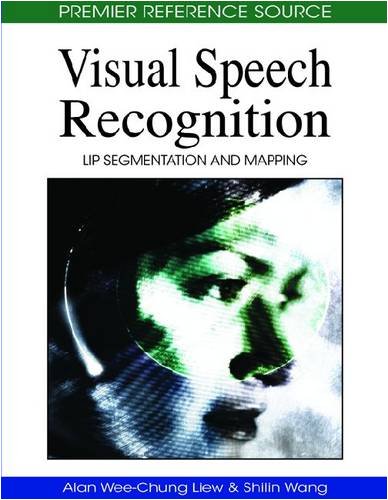 PREMIER REFERENCE SOURCE
Visual Speech
Recognition
LIP SEGMENTATION AND MAPPING
Alan Wee-Chung Liew & Shilin Wang